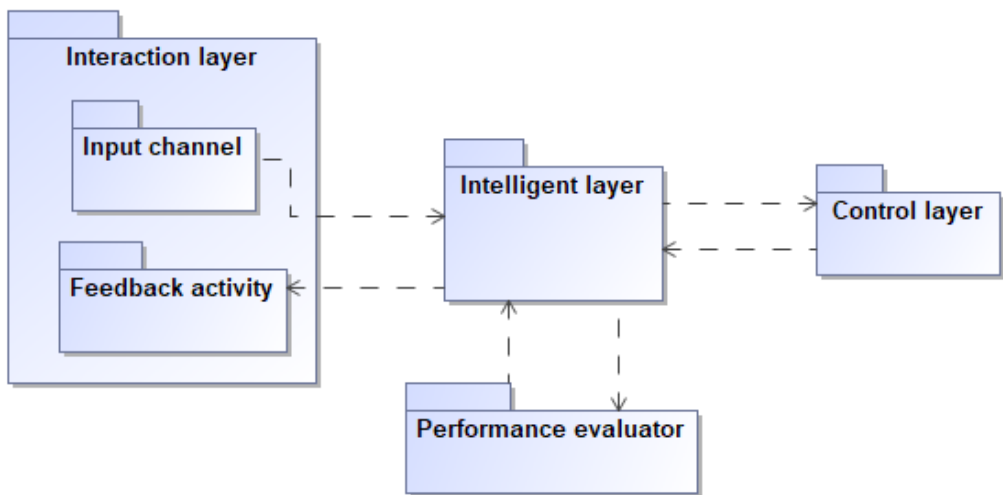 Interaction layer
Input channel
Feedback activity
Intelligent layer
Control layer
Performance evaluator